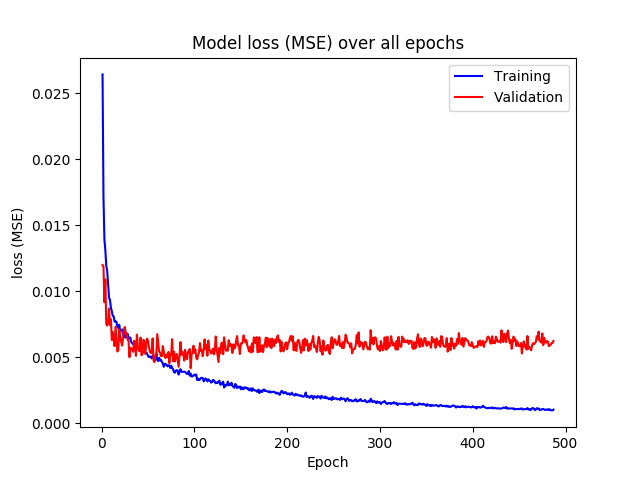 Model loss (MSE) over all epochs
Training
Validation
loss (MSE)
0.025
0.020
0.015
0.010
0.005
0.000
0 100 200 300 400 500
Epoch